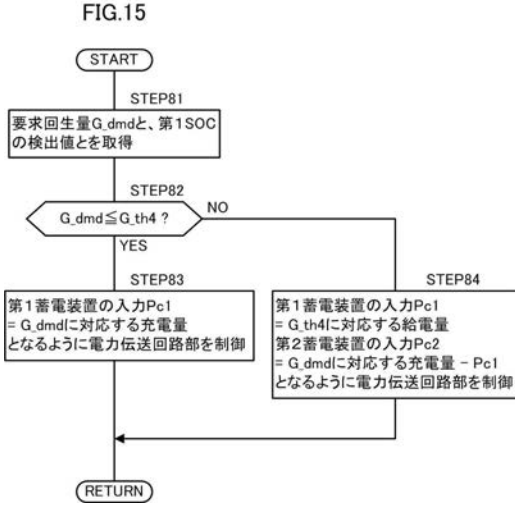 FIG.15
START
STEP81
要求回生量G_dmdと、第1SOC
の検出値とを取得
STEP82
G_dmd≦G_th4 ?
NO
YES
STEP83
第1蓄電装置の入力Pc1
= G_dmdに対応する充電量
となるように電力伝送回路部を制御
STEP84
第1蓄電装置の入力Pc1
= G_th4に対応する給電量
第2蓄電装置の入力Pc2
= G_dmdに対応する充電量 - Pc1
となるように電力伝送回路部を制御
RETURN